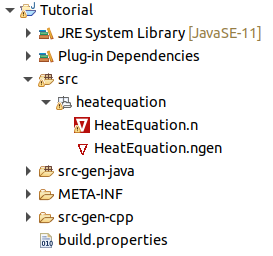 Tutorial
JRE System Library [JavaSE-11]
Plug-in Dependencies
src
heatequation
HeatEquation.n
HeatEquation.ngen
src-gen-java
META-INF
src-gen-cpp
build.properties